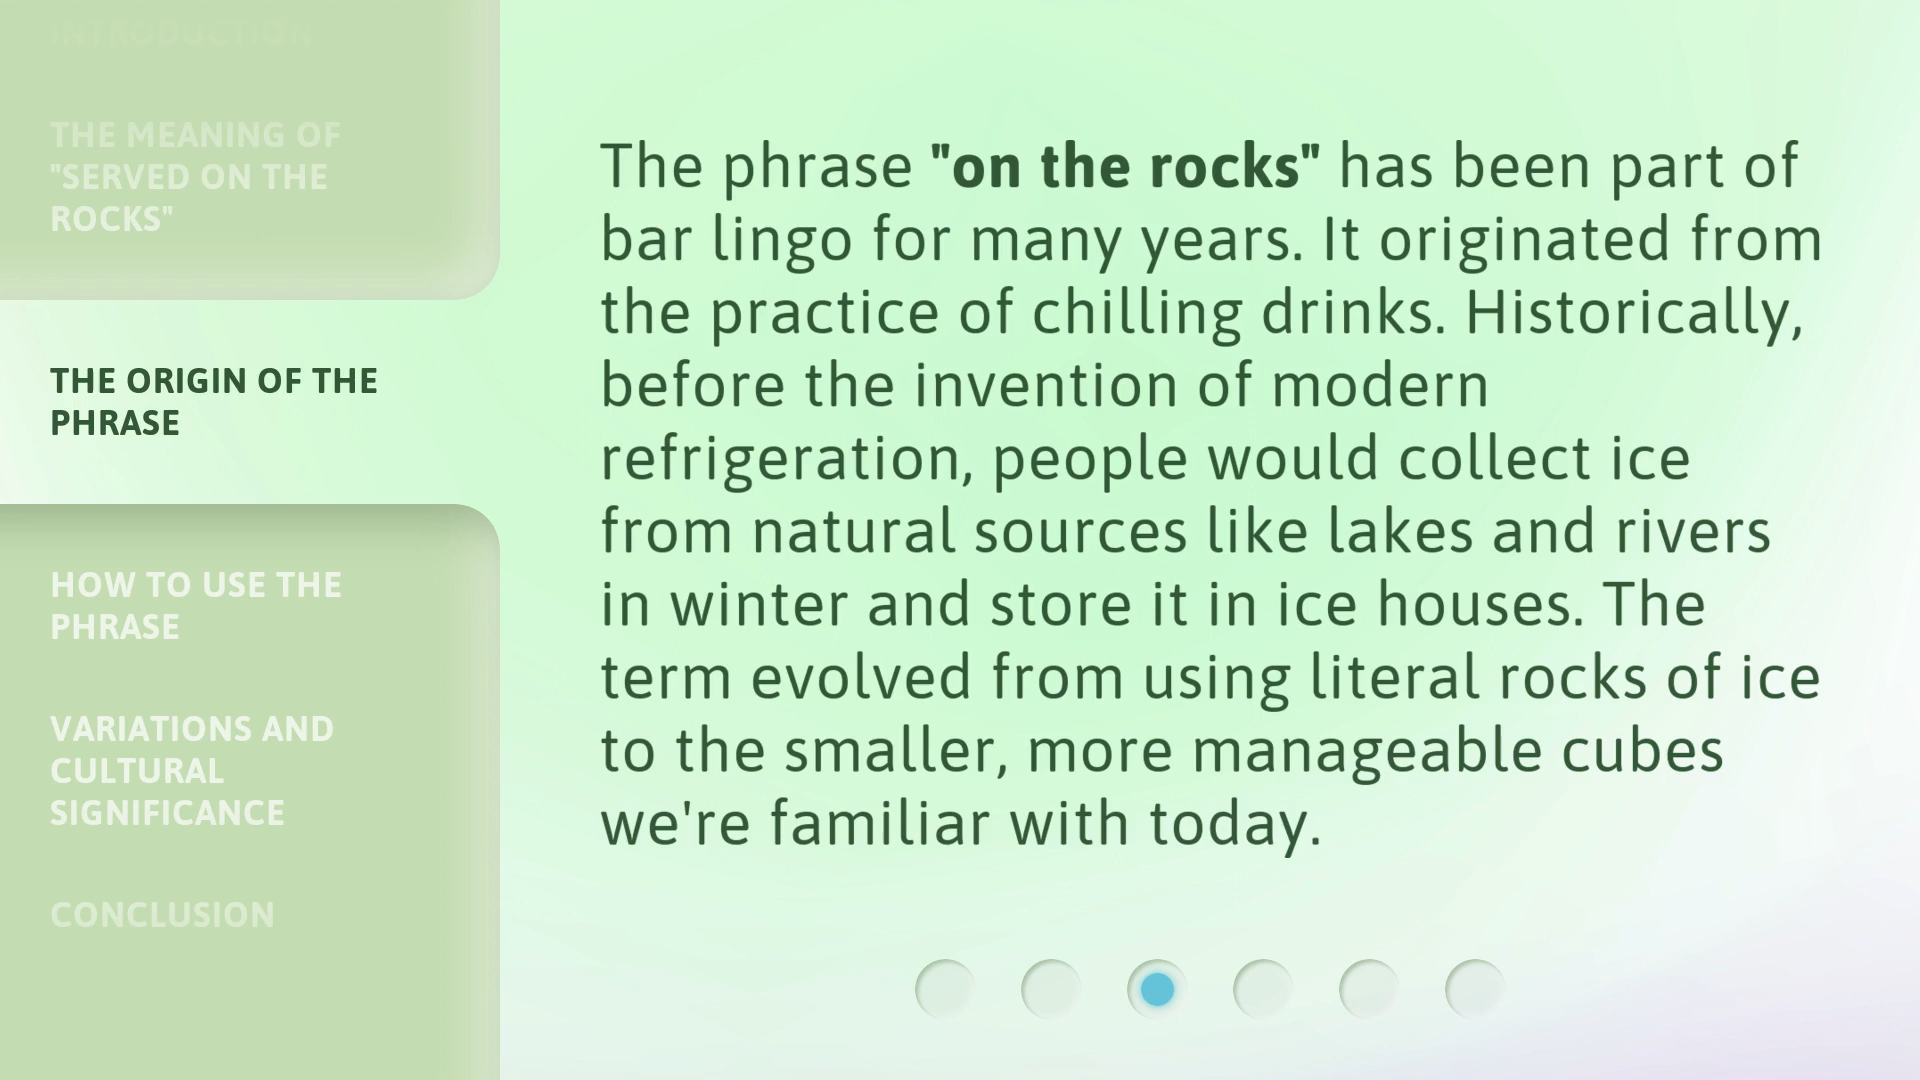 INTRODUCTION
THE MEANING OF
"SERVED ON THE
ROCKS"
THE ORIGIN OF THE
PHRASE
HOW TO USE THE
PHRASE
VARIATIONS AND
CULTURAL
SIGNIFICANCE
CONCLUSION
The phrase "on the rocks" has been part of
bar lingo for many years. It originated from
the practice of chilling drinks. Historically,
before the invention of modern
refrigeration, people would collect ice
from natural sources like lakes and rivers
in winter and store it in ice houses. The
term evolved from using literal rocks of ice
to the smaller, more manageable cubes
we're familiar with today.